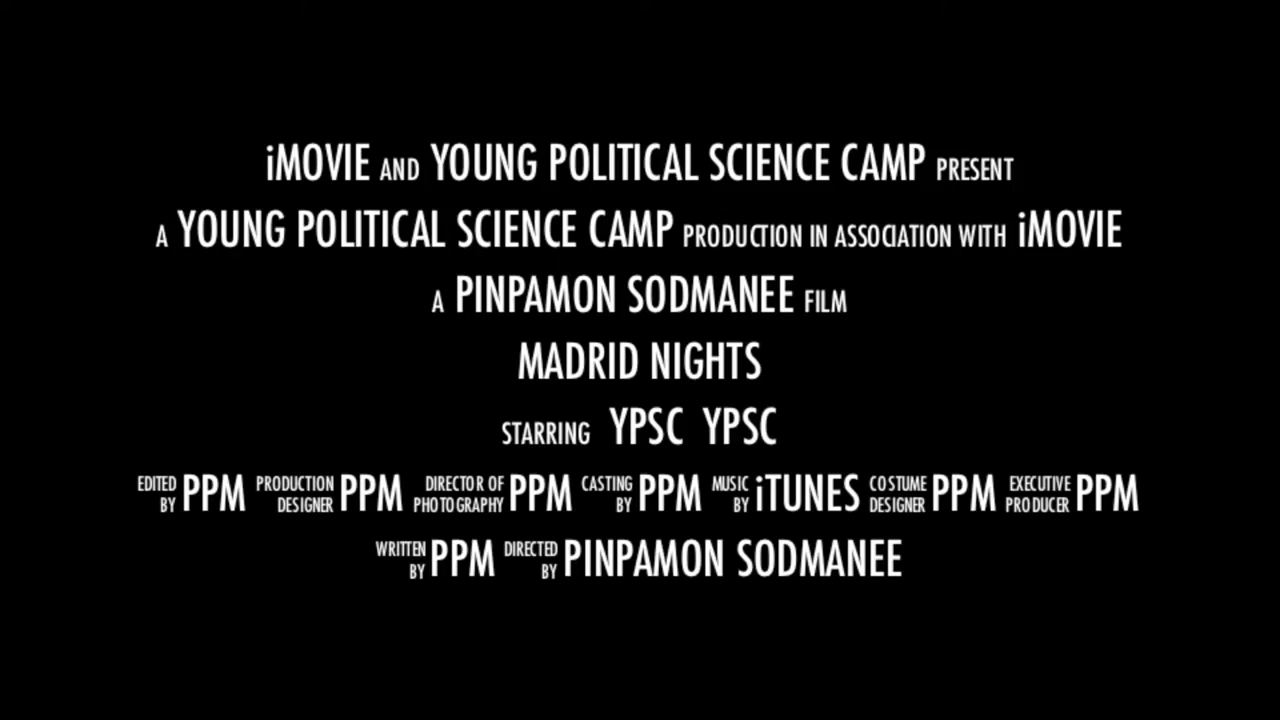 iMOVIE AND YOUNG POLITICAL SCIENCE CAMP PRESENT
A YOUNG POLITICAL SCIENCE CAMP PRODUCTION IN ASSOCIATION WITH iMOVIE
A PINPAMON SODMANEE FILM
MADRID NIGHTS
STARRING YPSC YPSC
EDITED BY PPM PRODUCTION DESIGNER PPM DIRECTOR OF PHOTOGRAPHY PPM CASTING BY PPM MUSIC BY iTUNES COSTUME DESIGNER PPM EXECUTIVE PRODUCER PPM
WRITTEN BY PPM DIRECTED BY PINPAMON SODMANEE